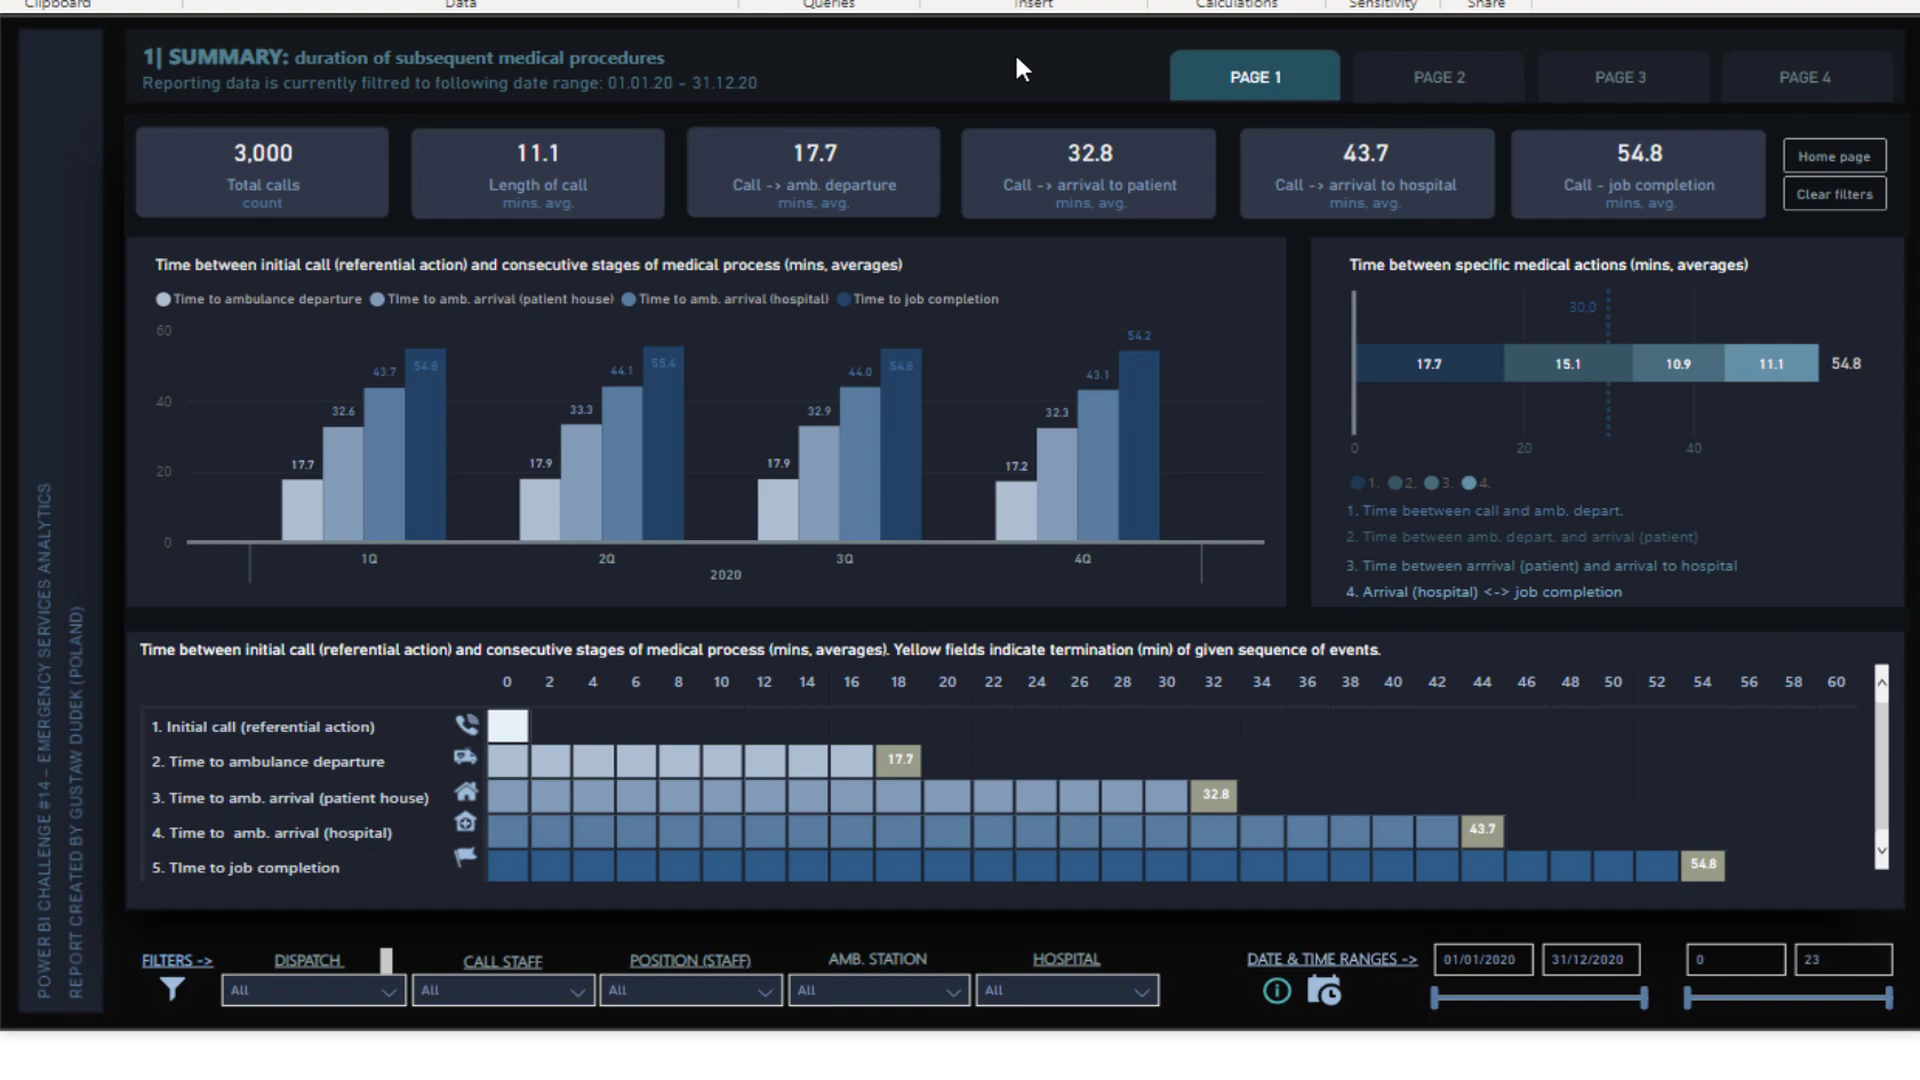 Clipboard Data Queries Insert Calculations Sensitivity Share
1| SUMMARY: duration of subsequent medical procedures
Reporting data is currently filtred to following date range: 01.01.20 - 31.12.20
PAGE 1 PAGE 2 PAGE 3 PAGE 4
3,000
Total calls
count
11.1
Length of call
mins, avg.
17.7
Call -> amb. departure
mins, avg.
32.8
Call -> arrival to patient
mins, avg.
43.7
Call -> arrival to hospital
mins, avg.
54.8
Call - job completion
mins, avg.
Home page
Clear filters
Time between initial call (referential action) and consecutive stages of medical process (mins, averages)
Time to ambulance departure TIme to amb. arrival (patient house) Time to amb. arrival (hospital) Time to job completion
60
40
20
0
17.7 32.6 43.7 54.8
17.9 33.3 44.1 55.4
17.9 32.9 44.0 54.8
17.2 32.3 43.1 54.2
1Q 2Q 3Q 4Q
2020
Time between specific medical actions (mins, averages)
30.0
17.7 15.1 10.9 11.1 54.8
0 20 40
1. 2. 3. 4.
1. Time beetween call and amb. depart.
2. Time between amb. depart. and arrival (patient)
3. Time between arrrival (patient) and arrival to hospital
4. Arrival (hospital) <-> job completion
Time between initial call (referential action) and consecutive stages of medical process (mins, averages). Yellow fields indicate termination (min) of given sequence of events.
0 2 4 6 8 10 12 14 16 18 20 22 24 26 28 30 32 34 36 38 40 42 44 46 48 50 52 54 56 58 60
1. Initial call (referential action)
2. Time to ambulance departure 17.7
3. Time to amb. arrival (patient house) 32.8
4. Time to amb. arrival (hospital) 43.7
5. TIme to job completion 54.8
POWER BI CHALLENGE #14 - EMERGENCY SERVICES ANALYTICS
REPORT CREATED BY GUSTAW DUDEK (POLAND)
FILTERS -> DISPATCH CALL STAFF POSITION (STAFF) AMB. STATION HOSPITAL DATE & TIME RANGES -> 01/01/2020 31/12/2020 0 23
All All All All All